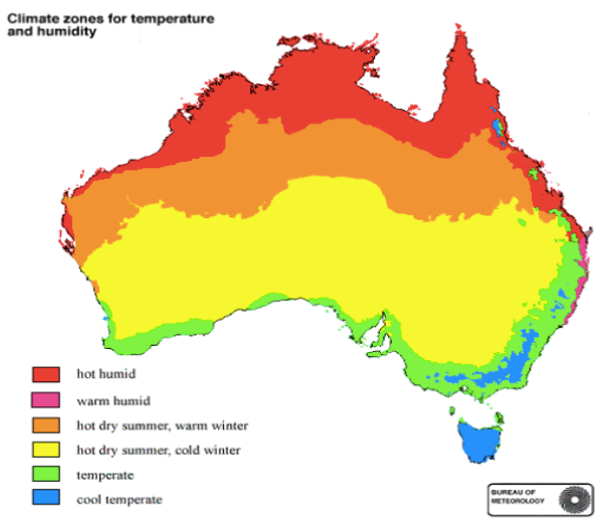 Climate zones for temperature
and humidity
hot humid
warm humid
hot dry summer, warm winter
hot dry summer, cold winter
temperate
cool temperate
BUREAU OF
METEOROLOGY